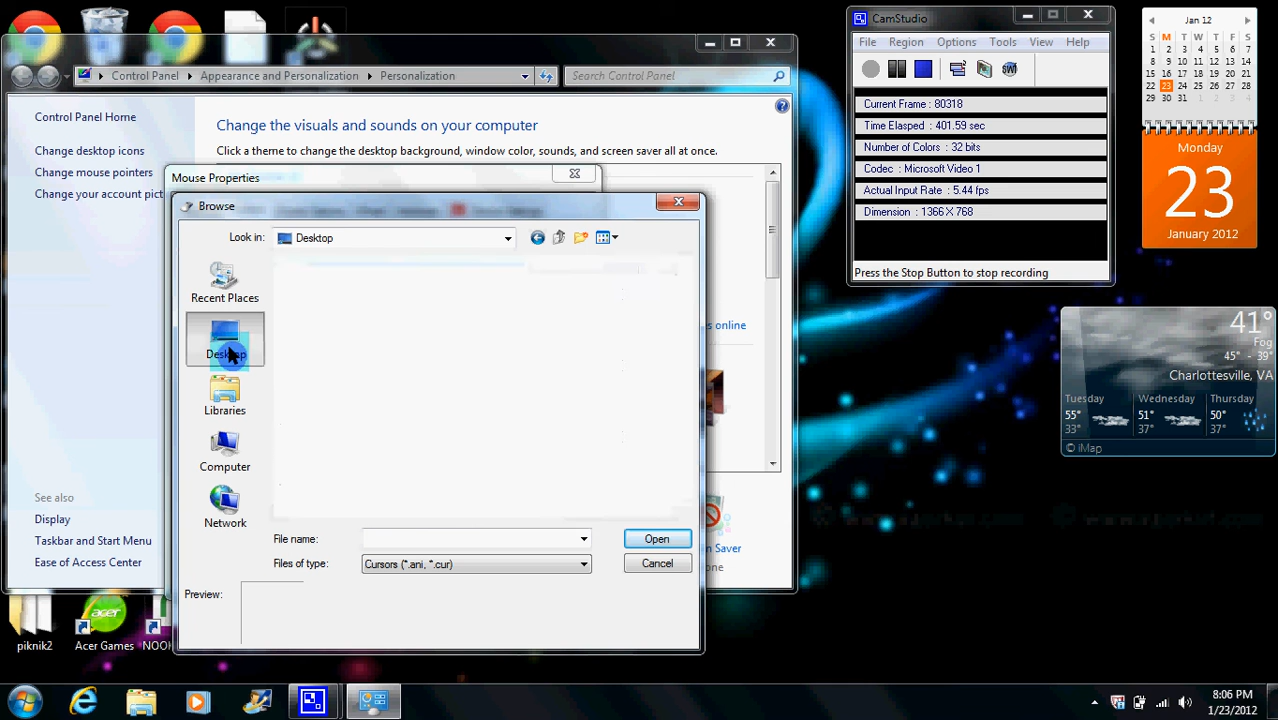 CamStudio
File Region Options Tools View Help
Current Frame : 80318
Time Elasped : 401.59 sec
Number of Colors : 32 bits
Codec : Microsoft Video 1
Actual Input Rate : 5.44 fps
Dimension : 1366 X 768
Press the Stop Button to stop recording
Jan 12
S M T W T F S
1 2 3 4 5 6 7
8 9 10 11 12 13 14
15 16 17 18 19 20 21
22 23 24 25 26 27 28
29 30 31 1 2 3 4
Monday
23
January 2012
41°
Fog
45° - 39°
Charlottesville, VA
Tuesday Wednesday Thursday
55° 51° 50°
33° 37° 37°
© iMap
Control Panel Appearance and Personalization Personalization
Search Control Panel
Control Panel Home
Change desktop icons
Change mouse pointers
Change your account pict
See also
Display
Taskbar and Start Menu
Ease of Access Center
Change the visuals and sounds on your computer
Click a theme to change the desktop background, window color, sounds, and screen saver all at once.
s online
n Saver
one
Mouse Properties
Browse
Look in: Desktop
Recent Places
Desktop
Libraries
Computer
Network
File name:
Open
Files of type: Cursors (*.ani, *.cur)
Cancel
Preview:
piknik2
Acer Games
NOO
acer
8:06 PM
1/23/2012